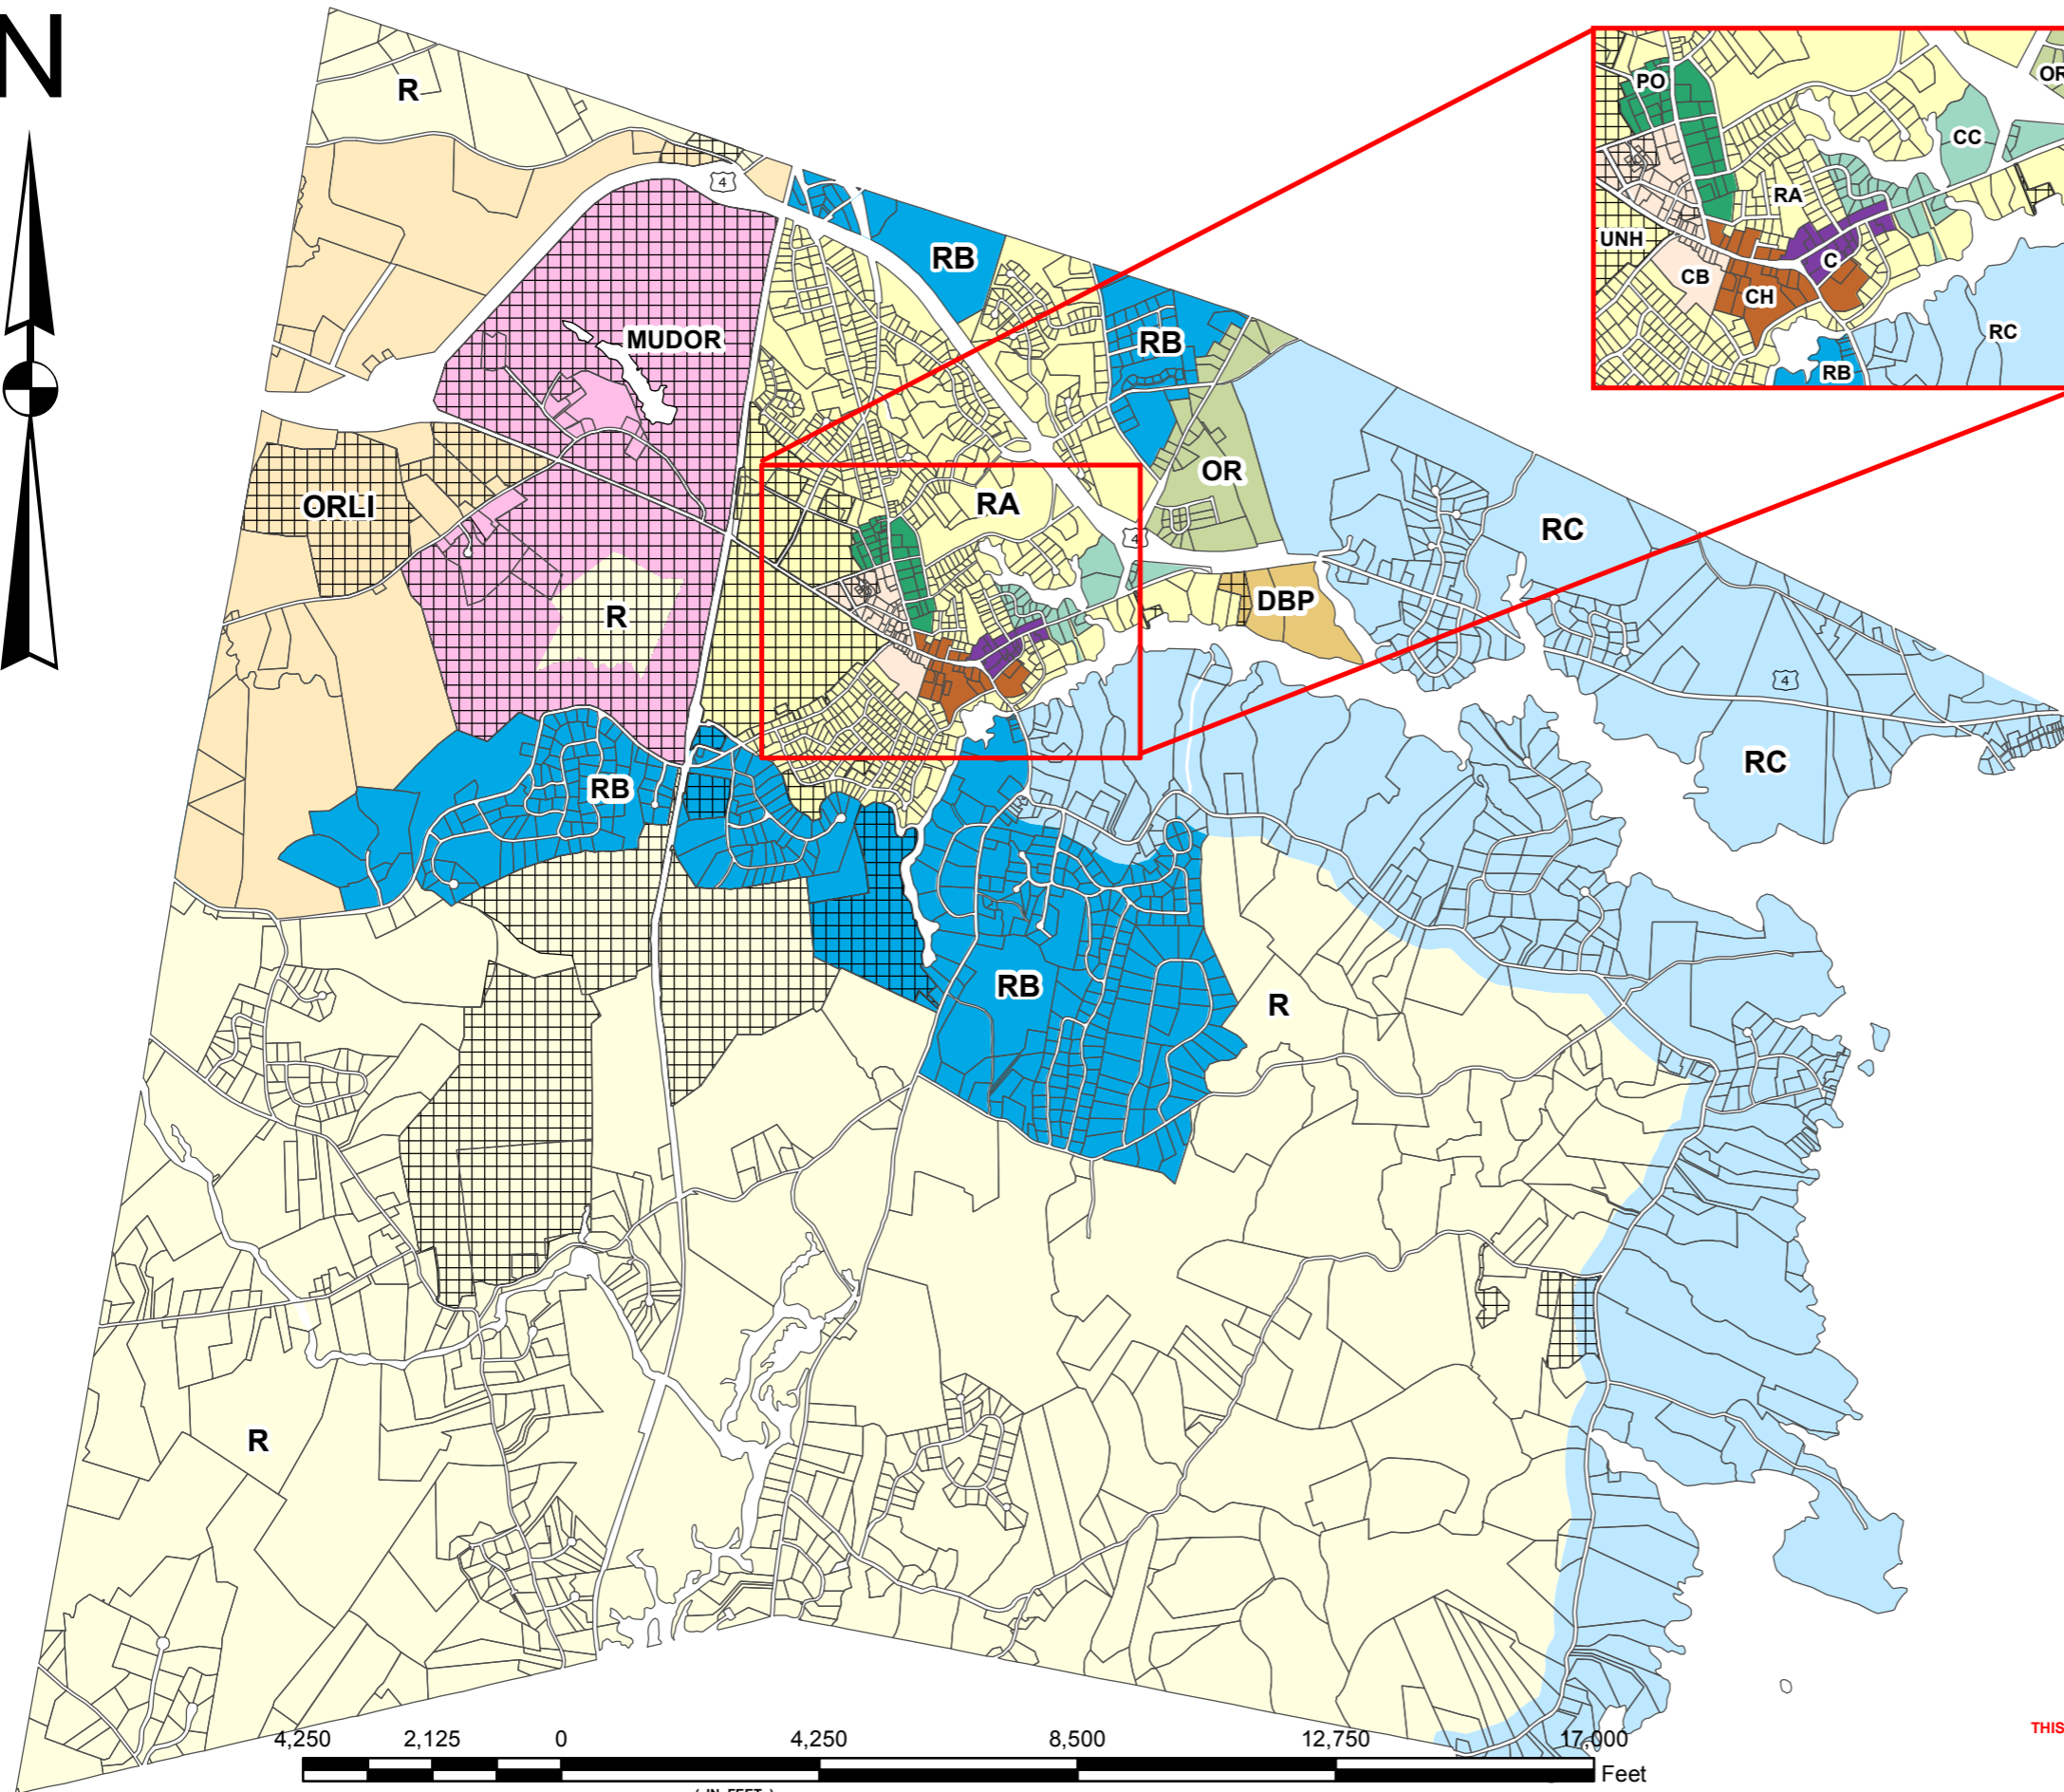 N
R
4
RB
MUDOR
RB
ORLI
OR
RA
RC
4
R
DBP
4
RC
RB
RB
R
R
PO
OR
CC
RA
UNH
C
CB
CH
RC
RB
4,250 2,125 0 4,250 8,500 12,750 17,000
Feet
( IN FEET )
THIS